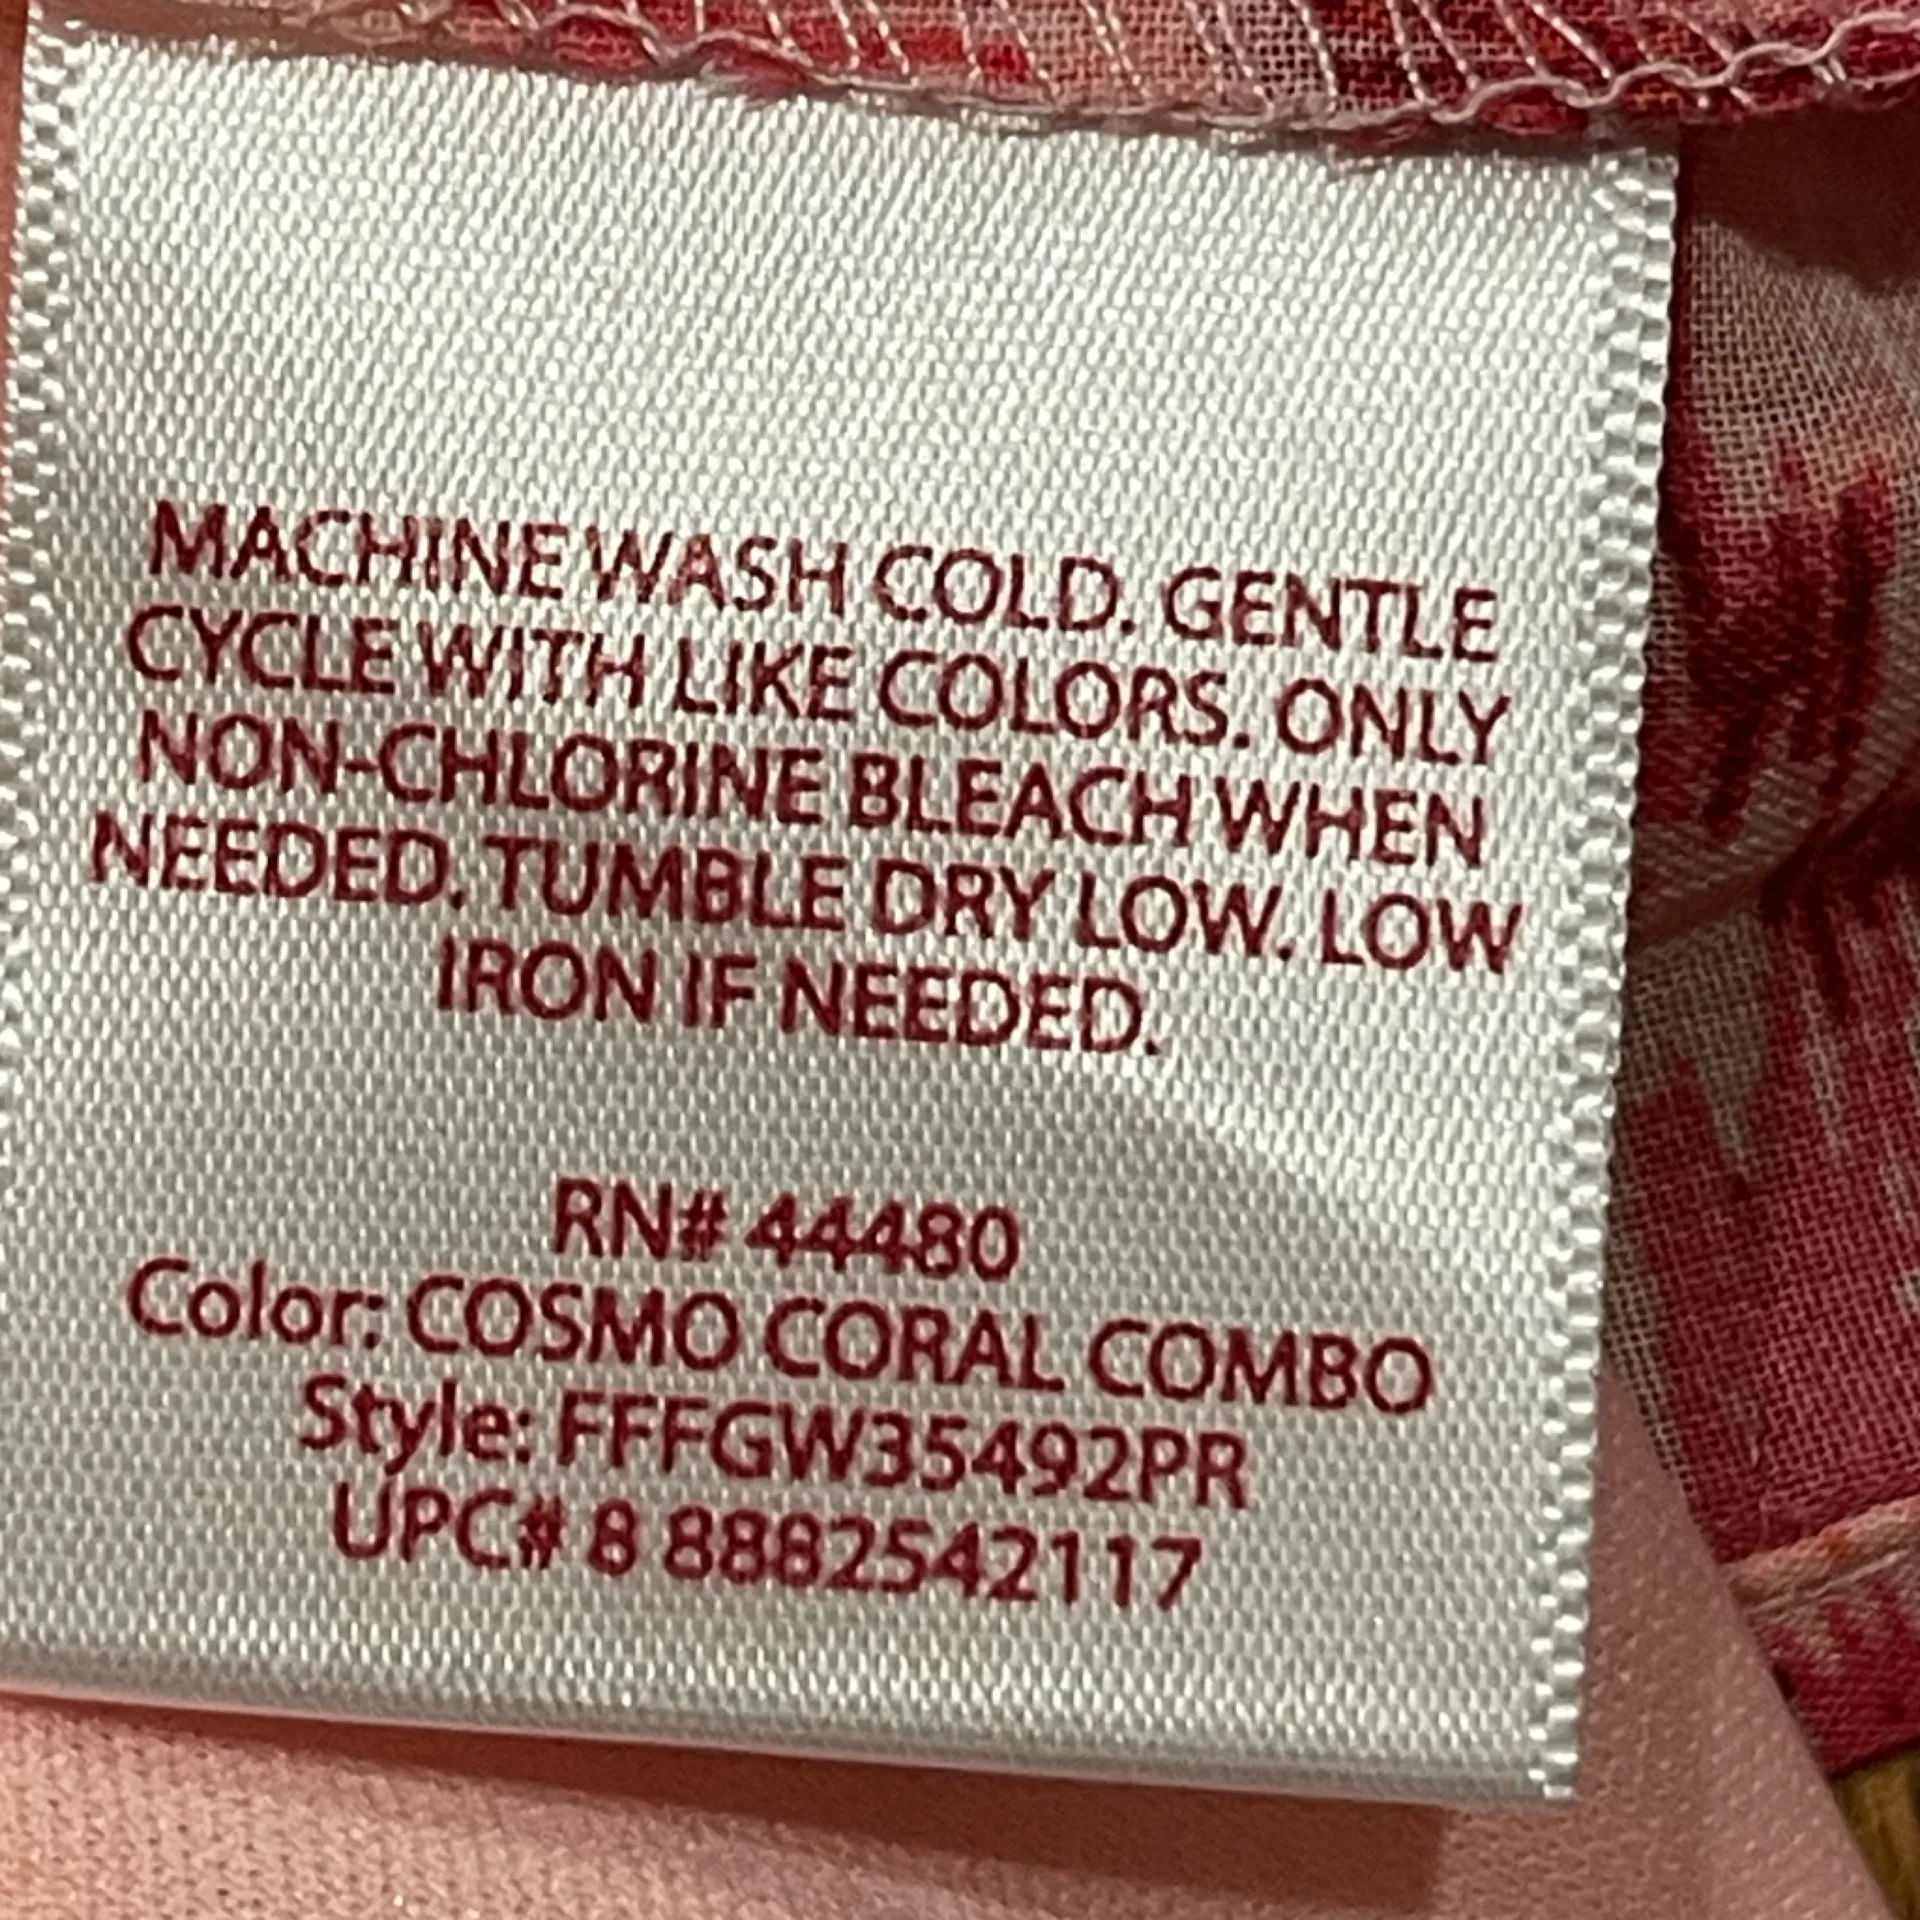 MACHINE WASH COLD. GENTLE
CYCLE WITH LIKE COLORS. ONLY
NON-CHLORINE BLEACH WHEN
NEEDED. TUMBLE DRY LOW. LOW
IRON IF NEEDED.
RN# 44480
Color: COSMO CORAL COMBO
Style: FFFGW35492PR
UPC# 8 8882542117